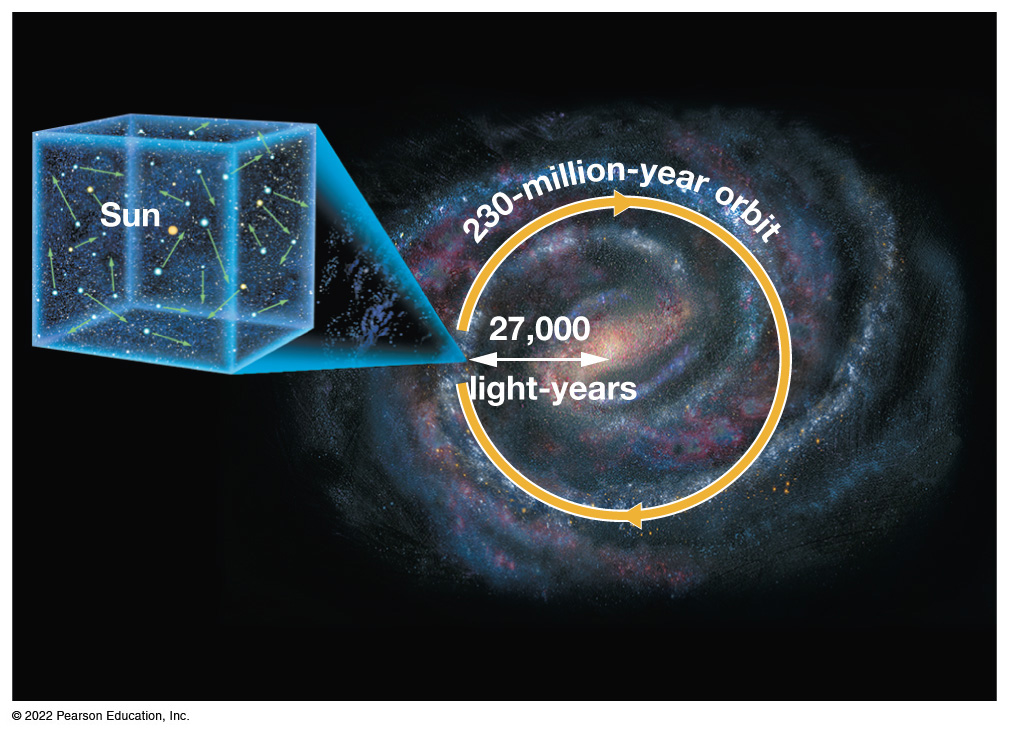 230-million-year orbit
Sun
27,000
light-years
© 2022 Pearson Education, Inc.